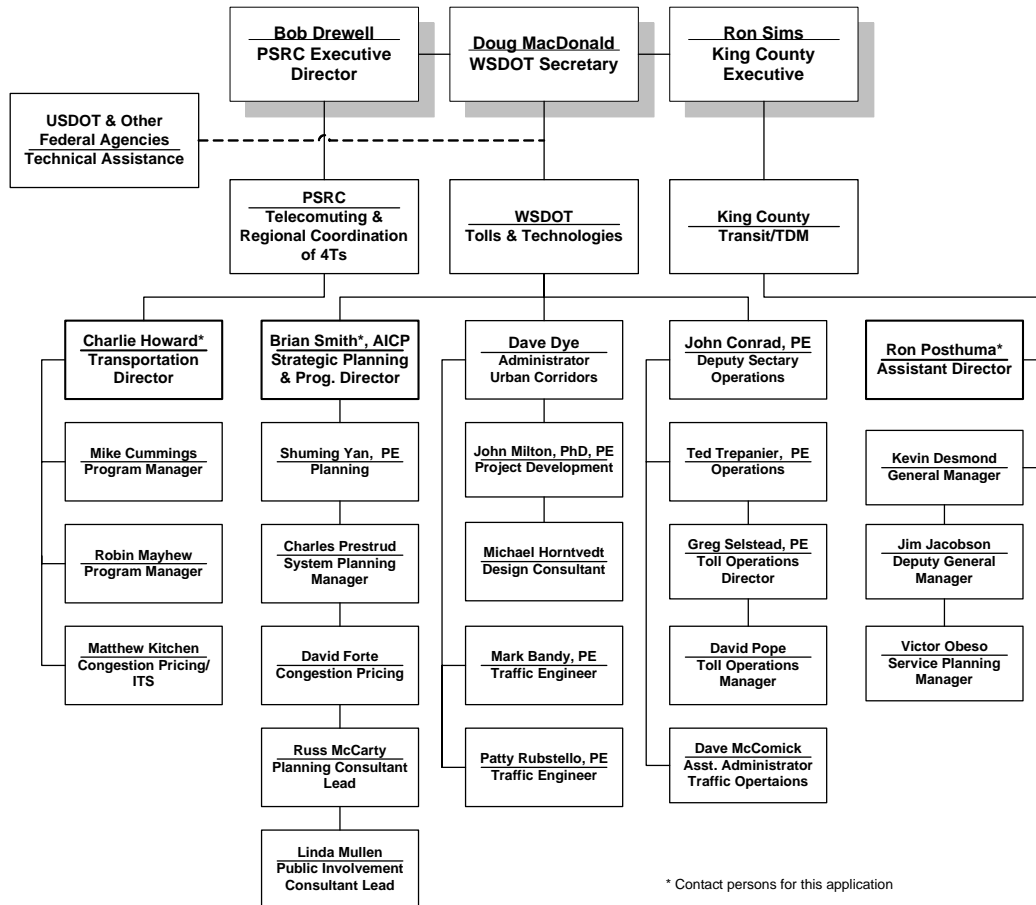 Bob Drewell
PSRC Executive
Director
Doug MacDonald
WSDOT Secretary
Ron Sims
King County
Executive
USDOT & Other
Federal Agencies
Technical Assistance
PSRC
Telecomuting &
Regional Coordination
of 4Ts
WSDOT
Tolls & Technologies
King County
Transit/TDM
Charlie Howard*
Transportation
Director
Brian Smith*, AICP
Strategic Planning
& Prog. Director
Dave Dye
Administrator
Urban Corridors
John Conrad, PE
Deputy Sectary
Operations
Ron Posthuma*
Assistant Director
Mike Cummings
Program Manager
Shuming Yan, PE
Planning
John Milton, PhD, PE
Project Development
Ted Trepanier, PE
Operations
Kevin Desmond
General Manager
Robin Mayhew
Program Manager
Charles Prestrud
System Planning
Manager
Michael Horntvedt
Design Consultant
Greg Selstead, PE
Toll Operations
Director
Jim Jacobson
Deputy General
Manager
Matthew Kitchen
Congestion Pricing/
ITS
David Forte
Congestion Pricing
Mark Bandy, PE
Traffic Engineer
David Pope
Toll Operations
Manager
Victor Obeso
Service Planning
Manager
Russ McCarty
Planning Consultant
Lead
Patty Rubstello, PE
Traffic Engineer
Dave McComick
Asst. Administrator
Traffic Opertaions
Linda Mullen
Public Involvement
Consultant Lead
* Contact persons for this application